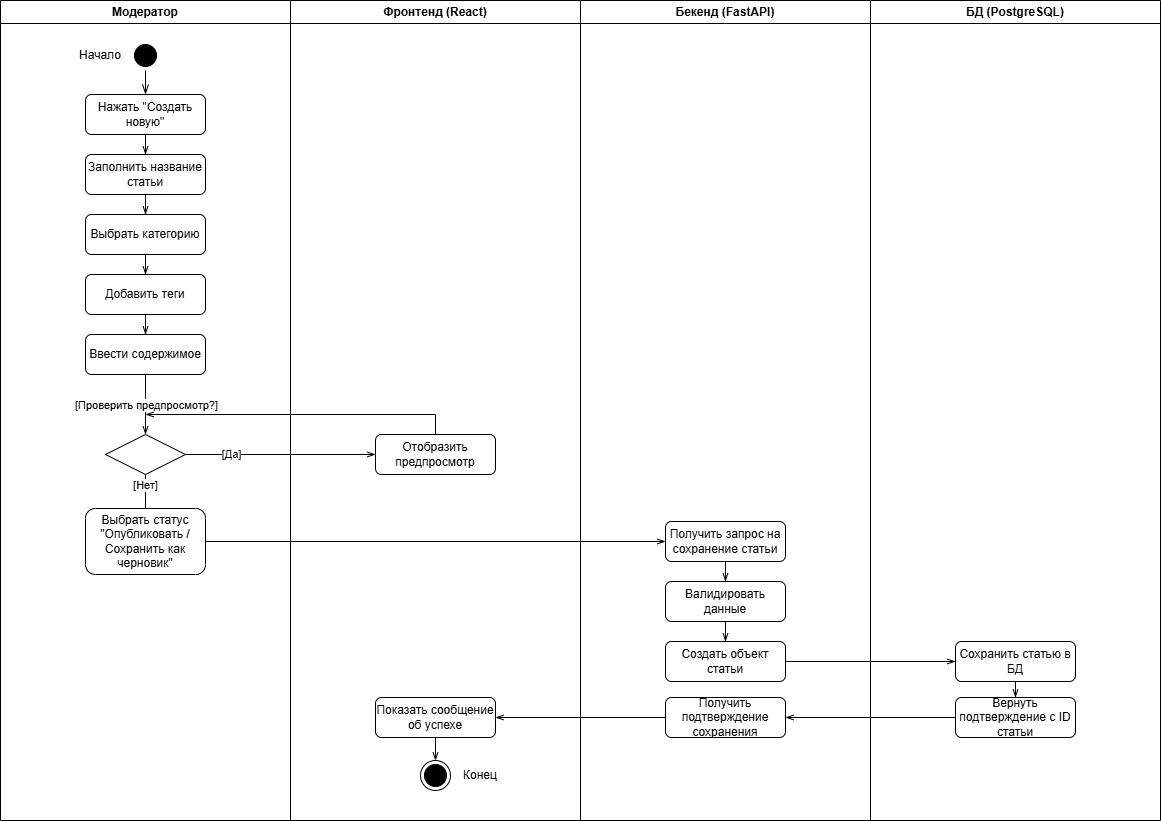 Модератор
Фронтенд (React)
Бекенд (FastAPI)
БД (PostgreSQL)
Начало
Нажать "Создать
новую"
Заполнить название
статьи
Выбрать категорию
Добавить теги
Ввести содержимое
[Проверить предпросмотр?]
[Да]
Отобразить
предпросмотр
[Нет]
Выбрать статус
"Опубликовать /
Сохранить как
черновик"
Получить запрос на
сохранение статьи
Валидировать
данные
Создать объект
статьи
Сохранить статью в
БД
Вернуть
подтверждение с ID
статьи
Получить
подтверждение
сохранения
Показать сообщение
об успехе
Конец